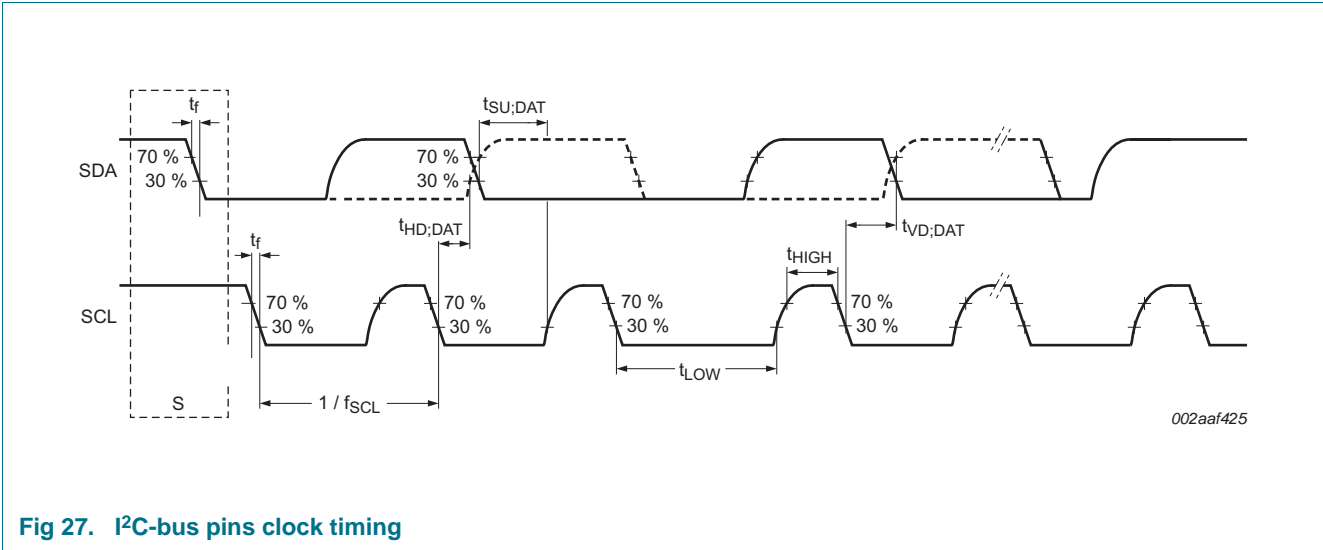 tf
tSU;DAT
70 %
30 %
SDA
70 %
30 %
tHD;DAT
tVD;DAT
tf
tHIGH
SCL
70 %
30 %
70 %
30 %
70 %
30 %
70 %
30 %
tLOW
S
1 / fSCL
002aaf425
Fig 27. I2C-bus pins clock timing